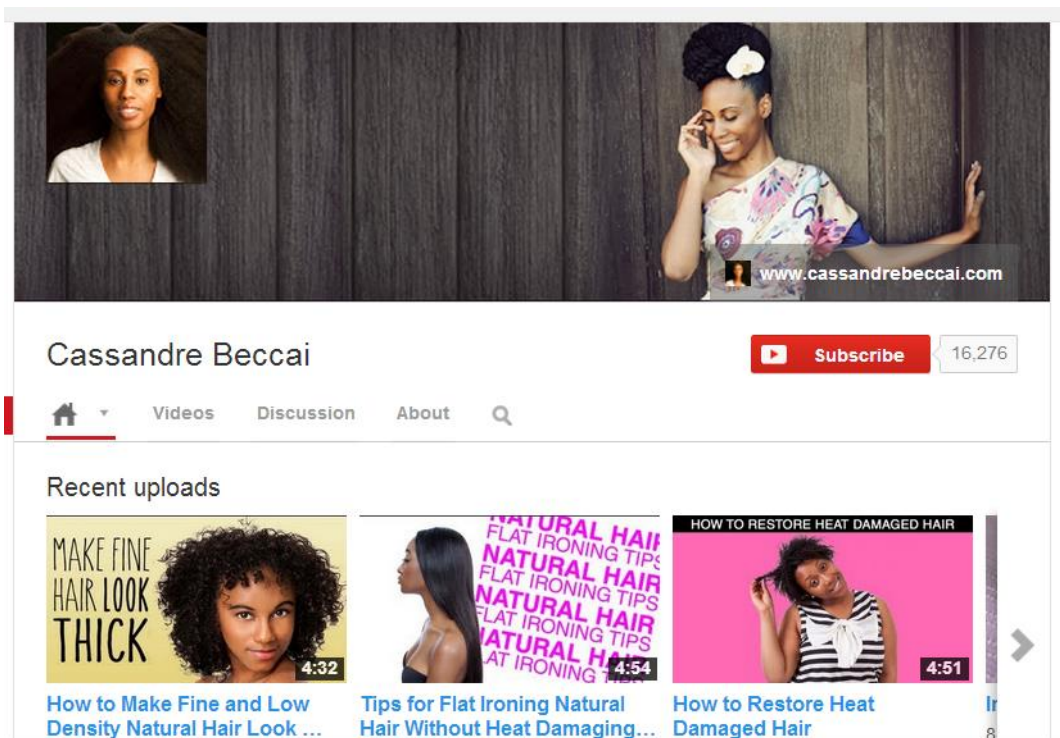 www.cassandrebeccai.com
Cassandre Beccai
Subscribe
16,276
Videos
Discussion
About
Recent uploads
MAKE FINE
HAIR LOOK
THICK
4:32
How to Make Fine and Low
Density Natural Hair Look ...
NATURAL HAIR
FLAT IRONING TIPS
NATURAL HAIR
FLAT IRONING TIPS
NATURAL HAIR
FLAT IRONING TIPS
NATURAL HAIR
4:54
Tips for Flat Ironing Natural
Hair Without Heat Damaging...
HOW TO RESTORE HEAT DAMAGED HAIR
4:51
How to Restore Heat
Damaged Hair